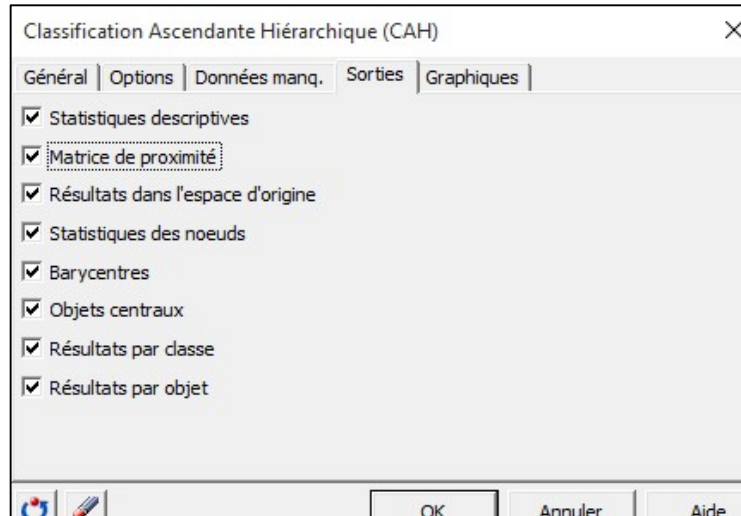 Classification Ascendante Hiérarchique (CAH)
Général Options Données manq. Sorties Graphiques
Statistiques descriptives
Matrice de proximité
Résultats dans l'espace d'origine
Statistiques des noeuds
Barycentres
Objets centraux
Résultats par classe
Résultats par objet
OK Annuler Aide